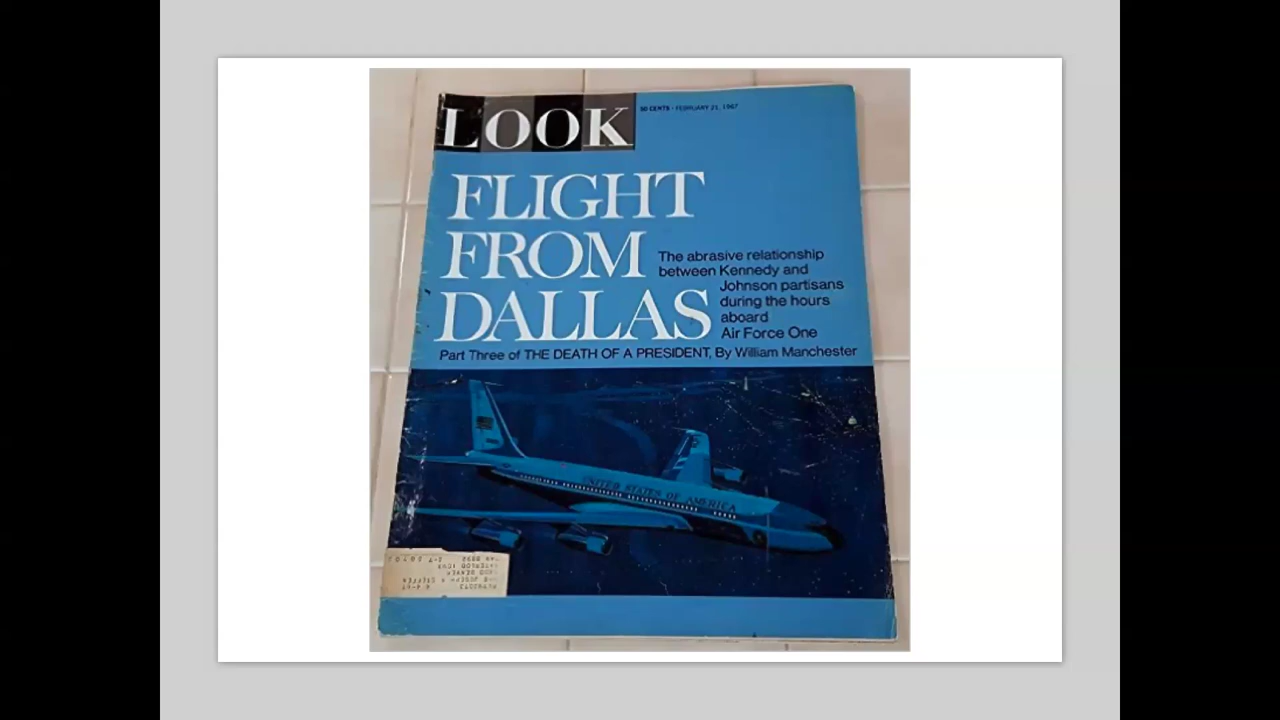 LOOK
50 CENTS · FEBRUARY 21, 1967
FLIGHT
FROM
DALLAS
The abrasive relationship
between Kennedy and
Johnson partisans
during the hours
aboard
Air Force One
Part Three of THE DEATH OF A PRESIDENT, By William Manchester
UNITED STATES OF AMERICA